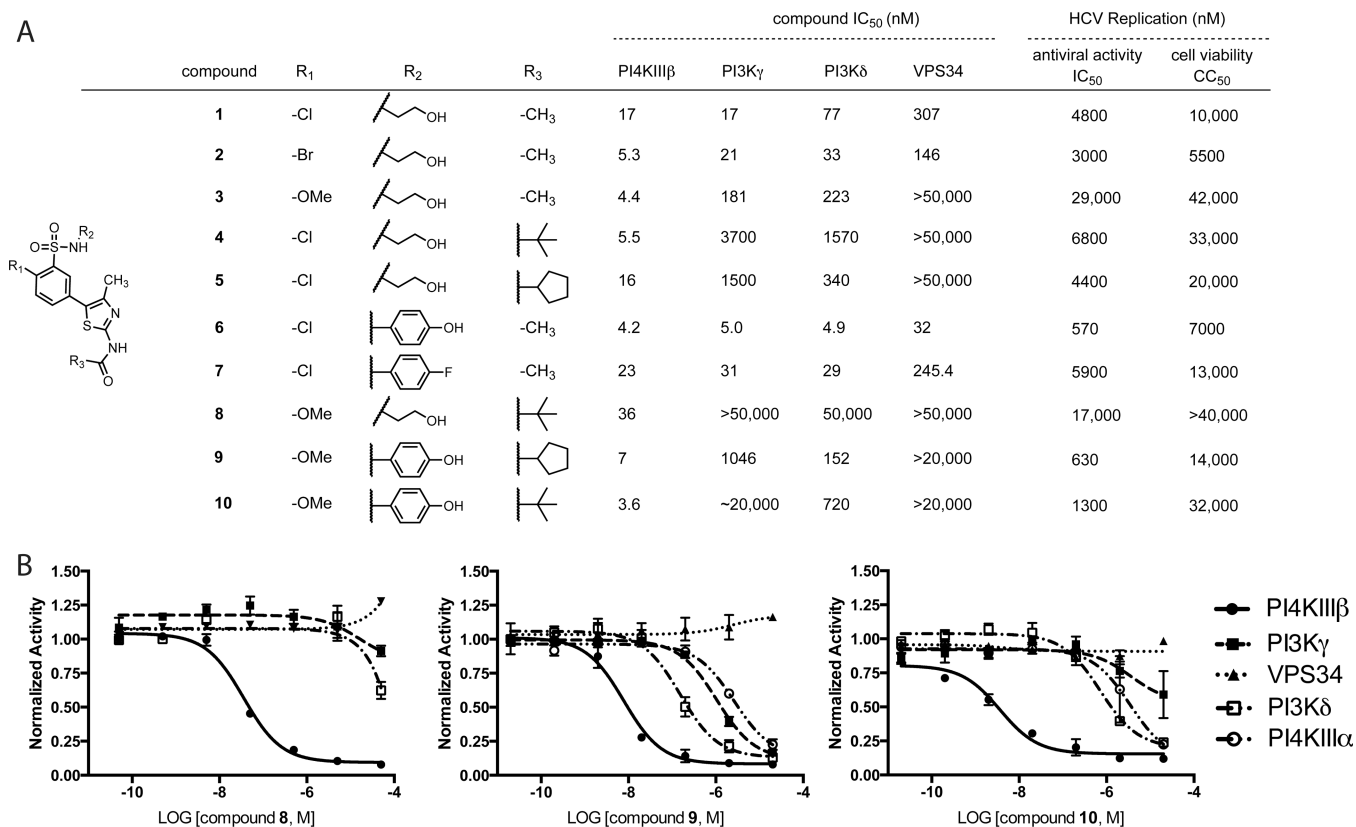 A
compound IC50 (nM) HCV Replication (nM)
compound R1 R2 R3 PI4KIIIβ PI3Kγ PI3Kδ VPS34 antiviral activity IC50 cell viability CC50
1 -Cl OH -CH3 17 17 77 307 4800 10,000
2 -Br OH -CH3 5.3 21 33 146 3000 5500
3 -OMe OH -CH3 4.4 181 223 >50,000 29,000 42,000
4 -Cl OH 5.5 3700 1570 >50,000 6800 33,000
5 -Cl OH 16 1500 340 >50,000 4400 20,000
6 -Cl OH -CH3 4.2 5.0 4.9 32 570 7000
7 -Cl F -CH3 23 31 29 245.4 5900 13,000
8 -OMe OH 36 >50,000 50,000 >50,000 17,000 >40,000
9 -OMe OH 7 1046 152 >20,000 630 14,000
10 -OMe OH 3.6 ~20,000 720 >20,000 1300 32,000
O R2
O=S-NH
R1
CH3
N
S
NH
R3
O
B
Normalized Activity
1.50
1.25
1.00
0.75
0.50
0.25
0.00
-10 -8 -6 -4
LOG [compound 8, M]
Normalized Activity
1.50
1.25
1.00
0.75
0.50
0.25
0.00
-10 -8 -6 -4
LOG [compound 9, M]
Normalized Activity
1.50
1.25
1.00
0.75
0.50
0.25
0.00
-10 -8 -6 -4
LOG [compound 10, M]
PI4KIIIβ
PI3Kγ
VPS34
PI3Kδ
PI4KIIIα